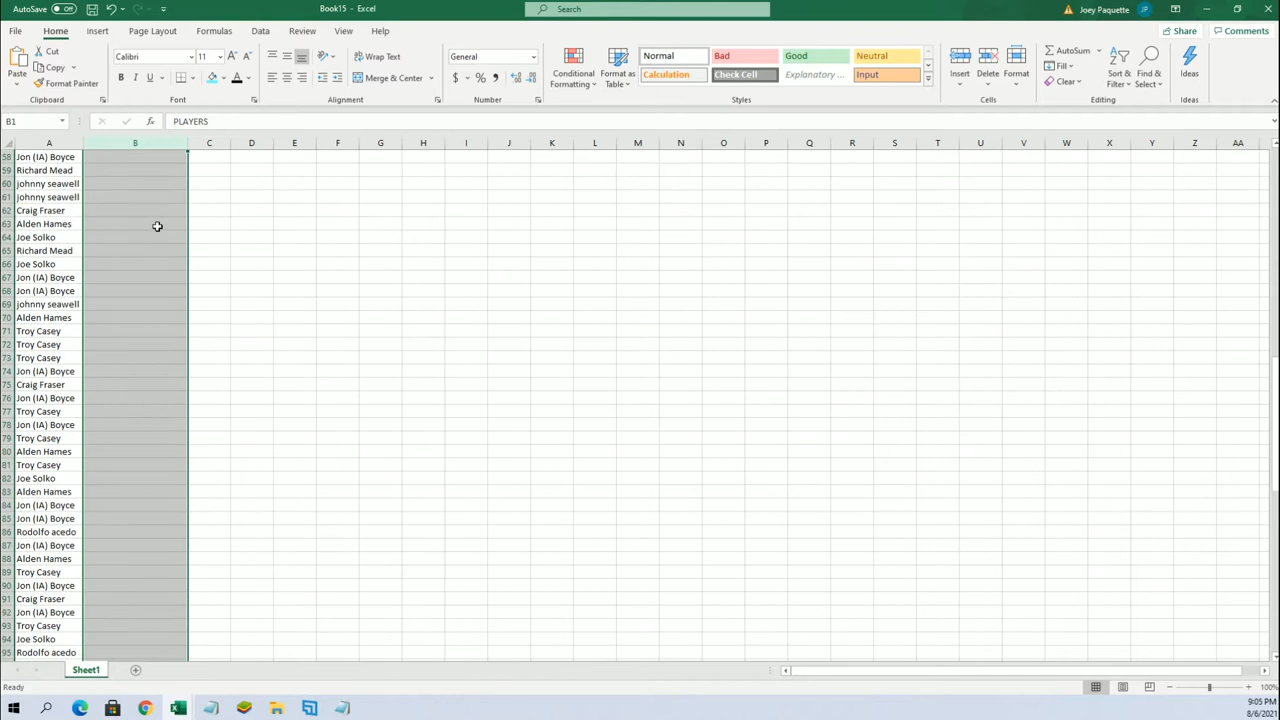 AutoSave Off Book15 - Excel Search Joey Paquette JP
File Home Insert Page Layout Formulas Data Review View Help Share Comments
Cut Calibri 11 Wrap Text General Normal Bad Good Neutral AutoSum
Copy Fill
Paste Format Painter B I U A Merge & Center $ % Conditional Formatting Format as Table Calculation Check Cell Explanatory ... Input Insert Delete Format Clear Sort & Filter Find & Select Ideas
Clipboard Font Alignment Number Styles Cells Editing Ideas
B1 fx PLAYERS
A B C D E F G H I J K L M N O P Q R S T U V W X Y Z AA
58 Jon (IA) Boyce
59 Richard Mead
60 johnny seawell
61 johnny seawell
62 Craig Fraser
63 Alden Hames
64 Joe Solko
65 Richard Mead
66 Joe Solko
67 Jon (IA) Boyce
68 Jon (IA) Boyce
69 johnny seawell
70 Alden Hames
71 Troy Casey
72 Troy Casey
73 Troy Casey
74 Jon (IA) Boyce
75 Craig Fraser
76 Jon (IA) Boyce
77 Troy Casey
78 Jon (IA) Boyce
79 Troy Casey
80 Alden Hames
81 Troy Casey
82 Joe Solko
83 Alden Hames
84 Jon (IA) Boyce
85 Jon (IA) Boyce
86 Rodolfo acedo
87 Jon (IA) Boyce
88 Alden Hames
89 Troy Casey
90 Jon (IA) Boyce
91 Craig Fraser
92 Jon (IA) Boyce
93 Troy Casey
94 Joe Solko
95 Rodolfo acedo
Sheet1
Ready 100%
9:05 PM
8/6/2021